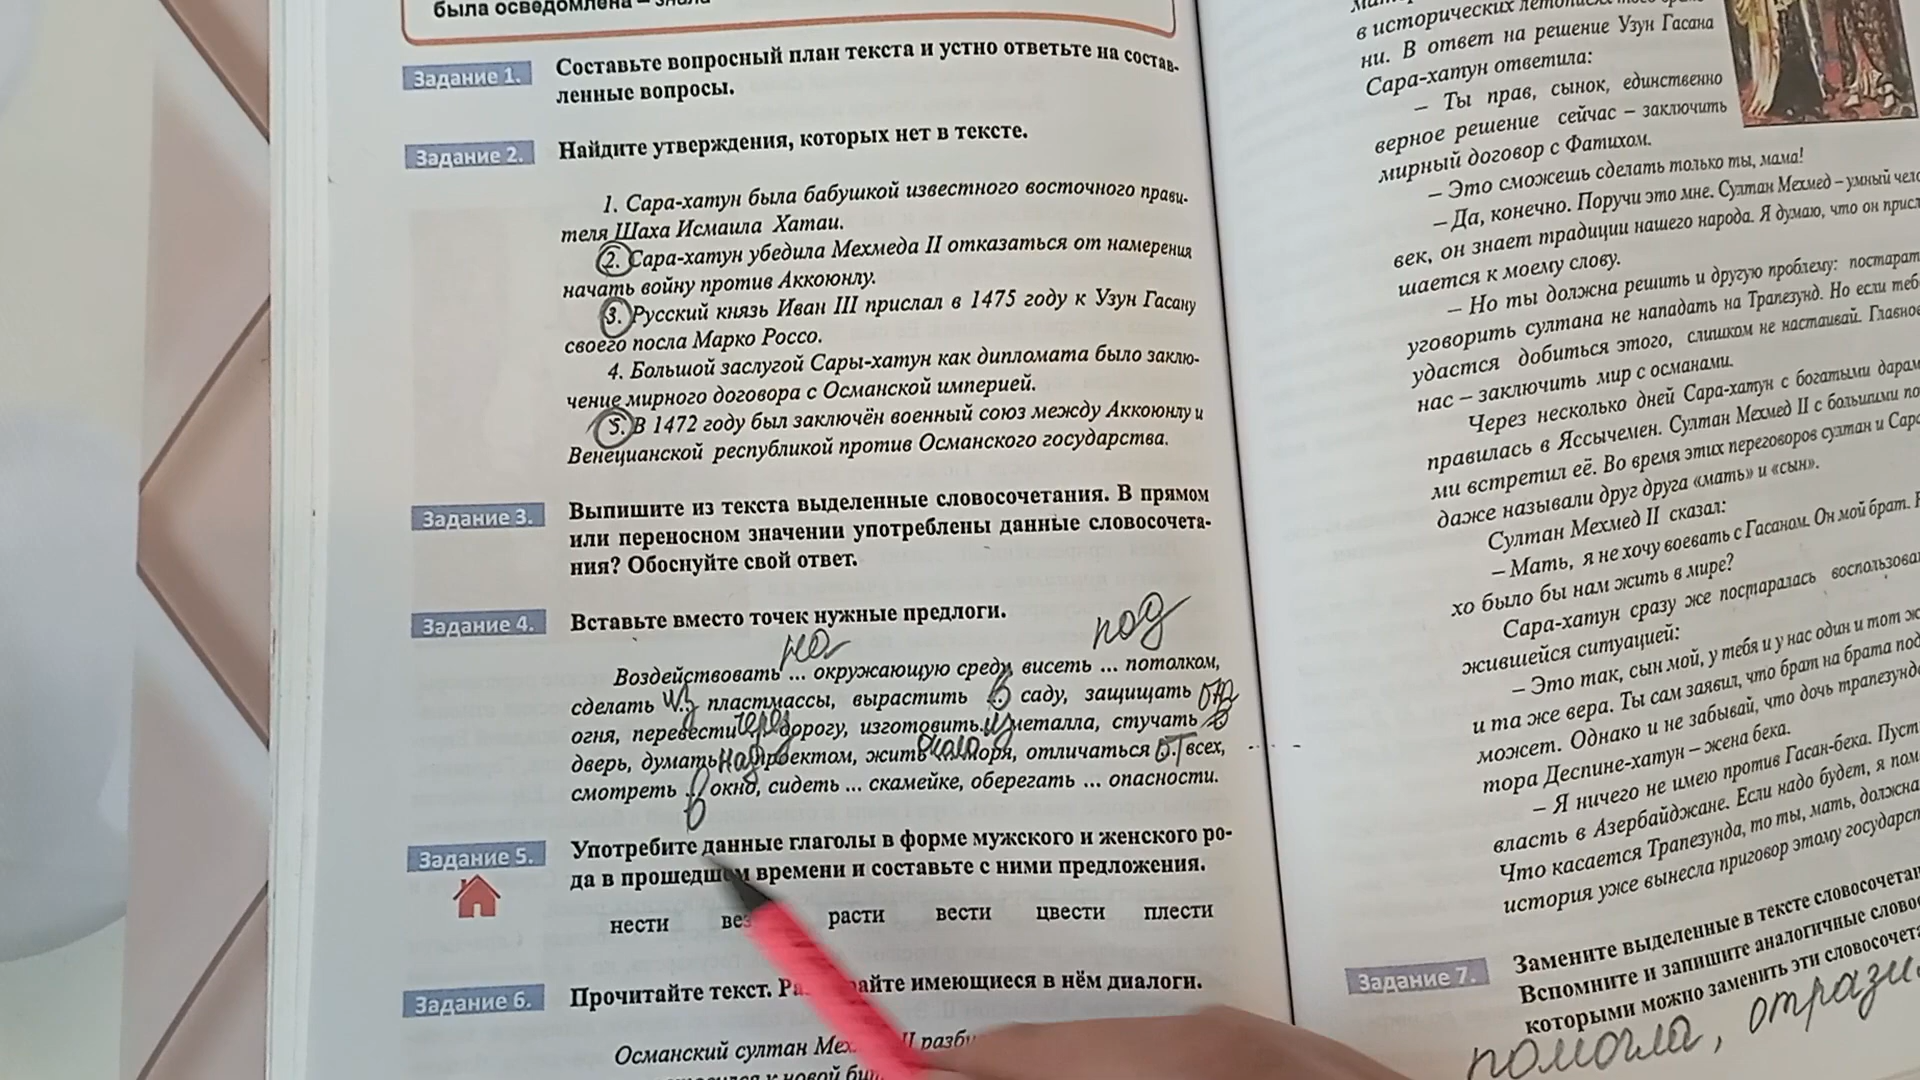 была осведомлена –
Задание 1. Составьте вопросный план текста и устно ответьте на состав-
ленные вопросы.
Задание 2. Найдите утверждения, которых нет в тексте.
1. Сара-хатун была бабушкой известного восточного прави-
теля Шаха Исмаила Хатаи.
2. Сара-хатун убедила Мехмеда II отказаться от намерения
начать войну против Аккоюнлу.
3. Русский князь Иван III прислал в 1475 году к Узун Гасану
своего посла Марко Россо.
4. Большой заслугой Сары-хатун как дипломата было заклю-
чение мирного договора с Османской империей.
5. В 1472 году был заключён военный союз между Аккоюнлу и
Венецианской республикой против Османского государства.
Задание 3. Выпишите из текста выделенные словосочетания. В прямом
или переносном значении употреблены данные словосочета-
ния? Обоснуйте свой ответ.
Задание 4. Вставьте вместо точек нужные предлоги.
на под
Воздействовать ... окружающую среду, висеть ... потолком,
сделать из пластмассы, вырастить в саду, защищать от
огня, перевести через дорогу, изготовить из металла, стучать в
дверь, думать над проектом, жить около моря, отличаться от всех,
смотреть ... окно, сидеть ... скамейке, оберегать ... опасности.
в
Задание 5. Употребите данные глаголы в форме мужского и женского ро-
да в прошедшем времени и составьте с ними предложения.
нести вез расти вести цвести плести
Задание 6. Прочитайте текст. имеющиеся в нём диалоги.
Османский султан II
в исторических
ни. В ответ на решение Узун Гасана
Сара-хатун ответила:
– Ты прав, сынок, единственно
верное решение сейчас – заключить
мирный договор с Фатихом.
– Это сможешь сделать только ты, мама!
– Да, конечно. Поручи это мне. Султан Мехмед – умный чело
век, он знает традиции нашего народа. Я думаю, что он присл
шается к моему слову.
– Но ты должна решить и другую проблему: постарат
уговорить султана не нападать на Трапезунд. Но если теб
удастся добиться этого, слишком не настаивай. Главное
нас – заключить мир с османами.
Через несколько дней Сара-хатун с богатыми дарам
правилась в Яссычемен. Султан Мехмед II с большими по
ми встретил её. Во время этих переговоров султан и Сара
даже называли друг друга «мать» и «сын».
Султан Мехмед II сказал:
– Мать, я не хочу воевать с Гасаном. Он мой брат.
хо было бы нам жить в мире?
Сара-хатун сразу же постаралась воспользова
жившейся ситуацией:
– Это так, сын мой, у тебя и у нас один и тот ж
и та же вера. Ты сам заявил, что брат на брата под
может. Однако и не забывай, что дочь трапезунд
тора Деспине-хатун – жена бека.
– Я ничего не имею против Гасан-бека. Пуст
власть в Азербайджане. Если надо будет, я пом
Что касается Трапезунда, то ты, мать, должна
история уже вынесла приговор этому государст
Задание 7. Замените выделенные в тексте словосочетан
Вспомните и запишите аналогичные слово
которыми можно заменить эти словосочета
помогла, отрази